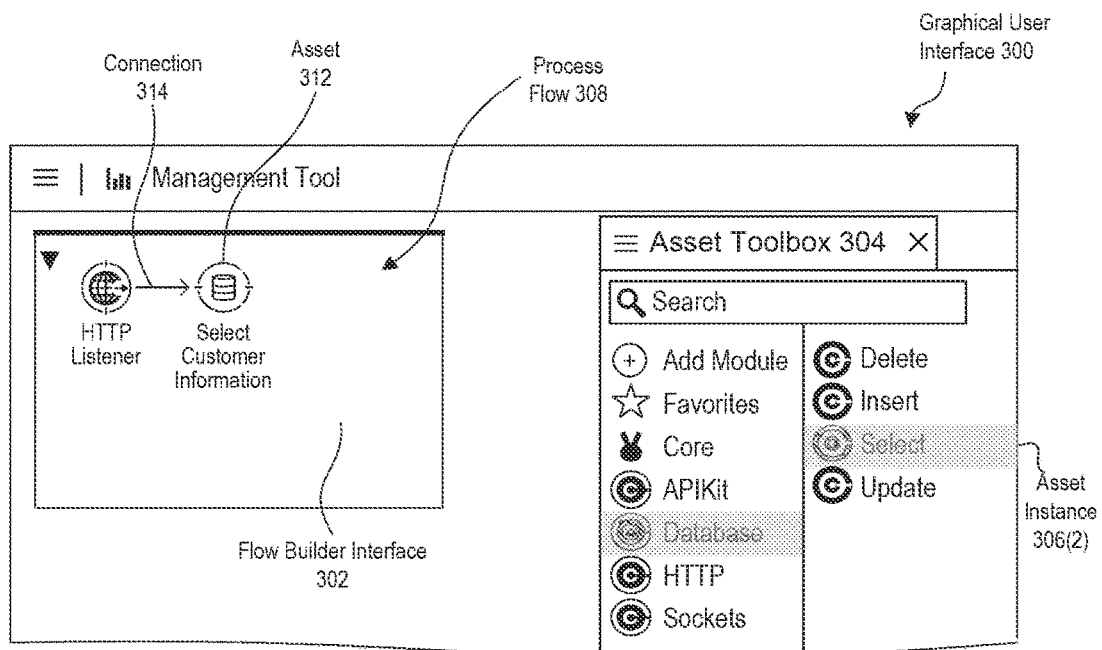 Graphical User
Interface 300
Connection
314
Asset
312
Process
Flow 308
Management Tool
Asset Toolbox 304 X
Search
HTTP
Listener
Select
Customer
Information
Add Module
Favorites
Core
APIKit
Database
HTTP
Sockets
Delete
Insert
Select
Update
Asset
Instance
306(2)
Flow Builder Interface
302